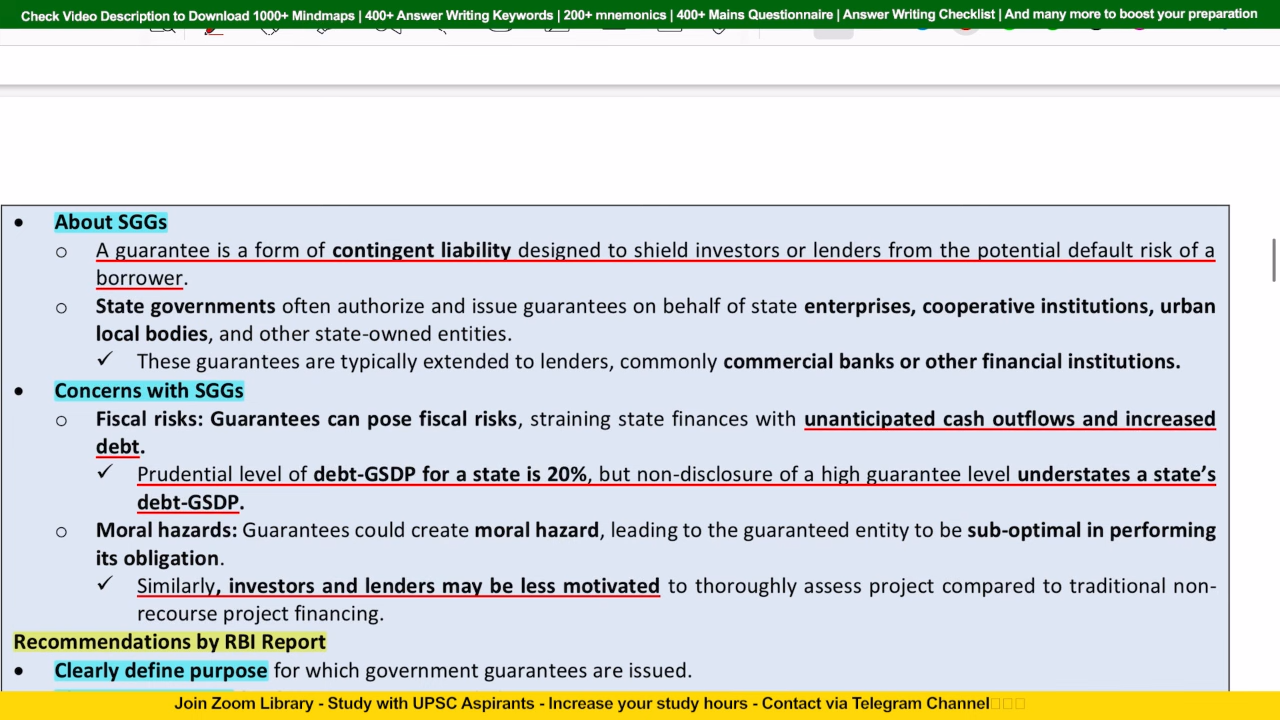 Check Video Description to Download 1000+ Mindmaps | 400+ Answer Writing Keywords | 200+ mnemonics | 400+ Mains Questionnaire | Answer Writing Checklist | And many more to boost your preparation
• About SGGs
o A guarantee is a form of contingent liability designed to shield investors or lenders from the potential default risk of a
borrower.
o State governments often authorize and issue guarantees on behalf of state enterprises, cooperative institutions, urban
local bodies, and other state-owned entities.
✓ These guarantees are typically extended to lenders, commonly commercial banks or other financial institutions.
• Concerns with SGGs
o Fiscal risks: Guarantees can pose fiscal risks, straining state finances with unanticipated cash outflows and increased
debt.
✓ Prudential level of debt-GSDP for a state is 20%, but non-disclosure of a high guarantee level understates a state's
debt-GSDP.
o Moral hazards: Guarantees could create moral hazard, leading to the guaranteed entity to be sub-optimal in performing
its obligation.
✓ Similarly, investors and lenders may be less motivated to thoroughly assess project compared to traditional non-
recourse project financing.
Recommendations by RBI Report
• Clearly define purpose for which government guarantees are issued.
Join Zoom Library - Study with UPSC Aspirants - Increase your study hours - Contact via Telegram Channel